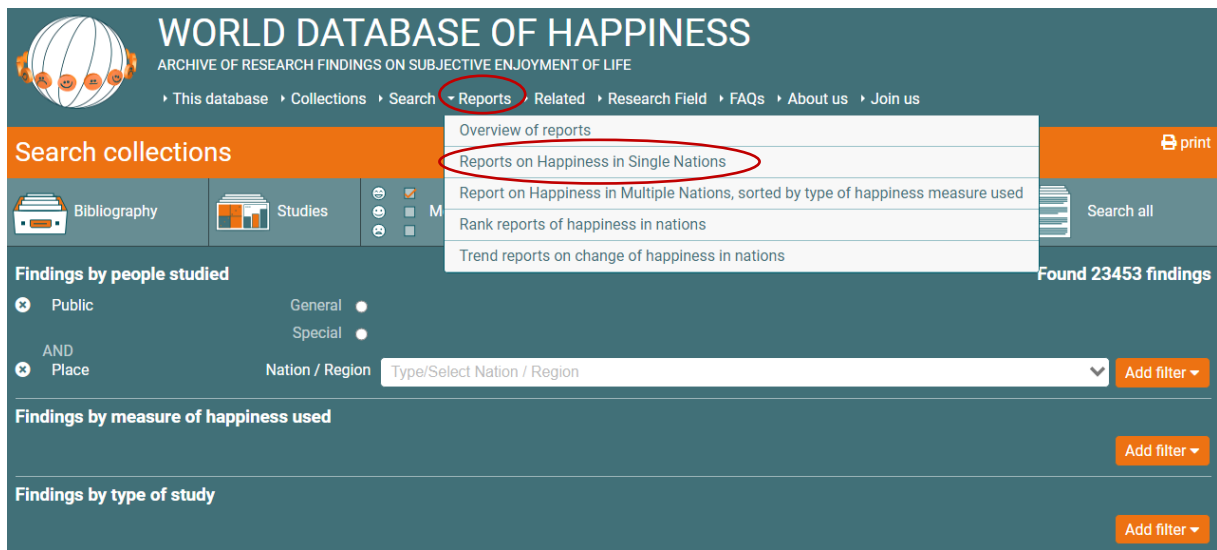 WORLD DATABASE OF HAPPINESS
ARCHIVE OF RESEARCH FINDINGS ON SUBJECTIVE ENJOYMENT OF LIFE
This database Collections Search Reports Related Research Field FAQs About us Join us
Overview of reports
Reports on Happiness in Single Nations
Report on Happiness in Multiple Nations, sorted by type of happiness measure used
Rank reports of happiness in nations
Trend reports on change of happiness in nations
Search collections
print
Bibliography
Studies
M
Search all
Findings by people studied
Found 23453 findings
Public General
Special
AND
Place Nation / Region Type/Select Nation / Region Add filter
Findings by measure of happiness used
Add filter
Findings by type of study
Add filter